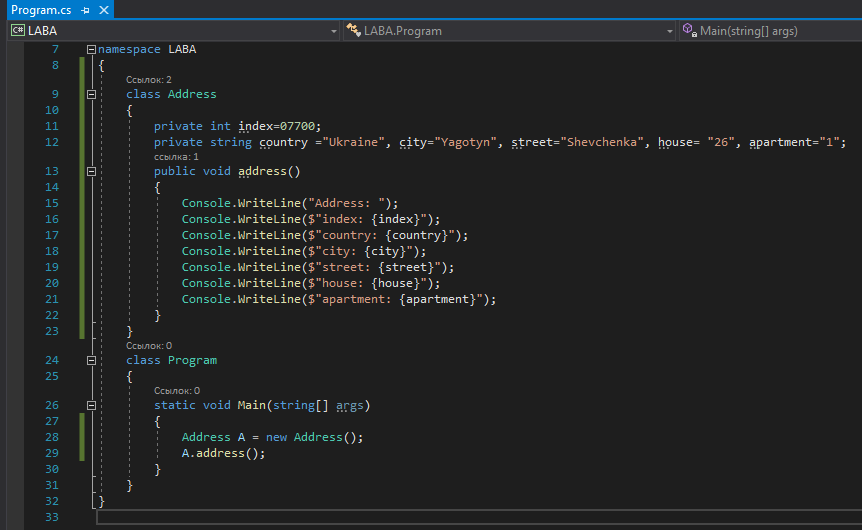 Program.cs
C# LABA LABA.Program Main(string[] args)
7 namespace LABA
8 {
Ссылок: 2
9 class Address
10 {
11 private int index=07700;
12 private string country ="Ukraine", city="Yagotyn", street="Shevchenka", house= "26", apartment="1";
ссылка: 1
13 public void address()
14 {
15 Console.WriteLine("Address: ");
16 Console.WriteLine($"index: {index}");
17 Console.WriteLine($"country: {country}");
18 Console.WriteLine($"city: {city}");
19 Console.WriteLine($"street: {street}");
20 Console.WriteLine($"house: {house}");
21 Console.WriteLine($"apartment: {apartment}");
22 }
23 }
Ссылок: 0
24 class Program
25 {
Ссылок: 0
26 static void Main(string[] args)
27 {
28 Address A = new Address();
29 A.address();
30 }
31 }
32 }
33